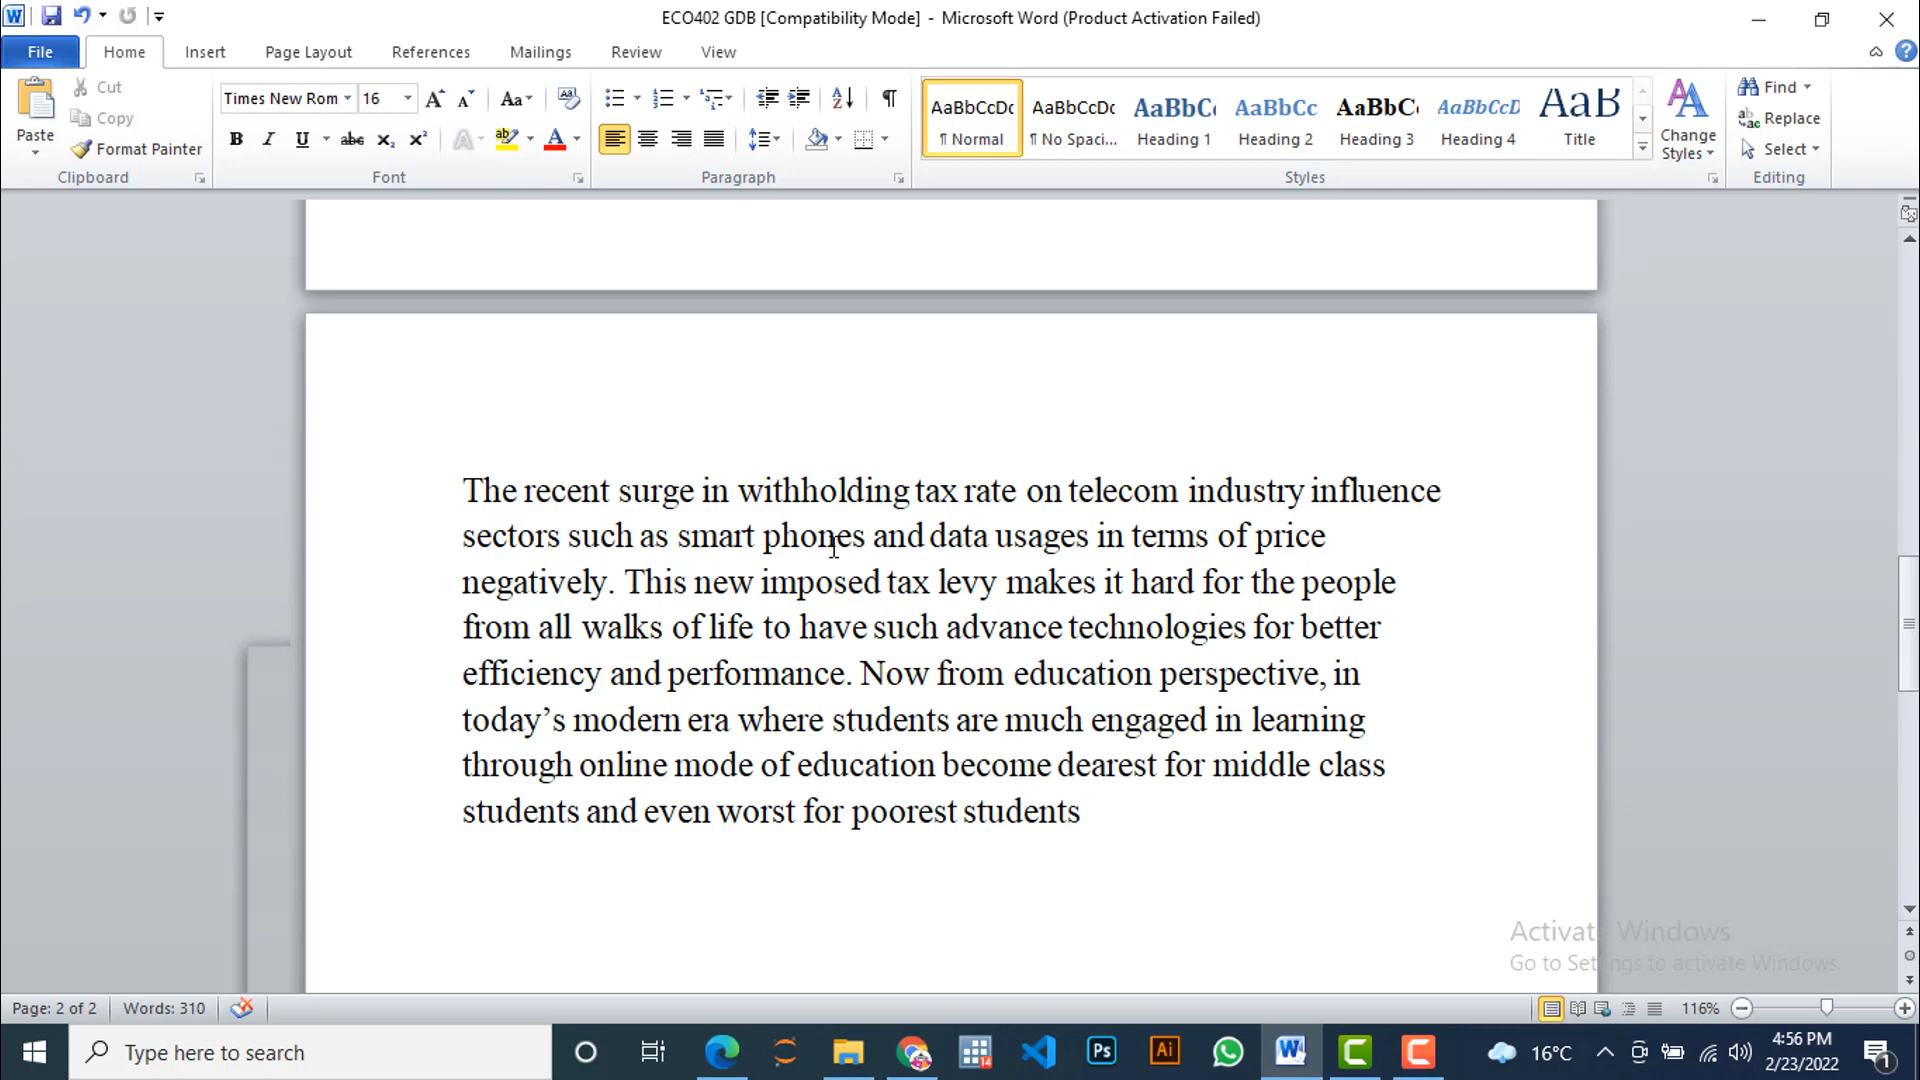 ECO402 GDB [Compatibility Mode] - Microsoft Word (Product Activation Failed)
File Home Insert Page Layout References Mailings Review View
Paste
Cut
Copy
Format Painter
Clipboard
Times New Rom 16
Font
Paragraph
AaBbCcDc AaBbCcDc AaBbC AaBbCc AaBbC AaBbCcD AaB
¶ Normal ¶ No Spaci... Heading 1 Heading 2 Heading 3 Heading 4 Title
Styles
Change
Styles
Find
Replace
Select
Editing
The recent surge in withholding tax rate on telecom industry influence
sectors such as smart phones and data usages in terms of price
negatively. This new imposed tax levy makes it hard for the people
from all walks of life to have such advance technologies for better
efficiency and performance. Now from education perspective, in
today’s modern era where students are much engaged in learning
through online mode of education become dearest for middle class
students and even worst for poorest students
Activate Windows
Go to Settings to activate Windows.
Page: 2 of 2 Words: 310
116%
Type here to search
16°C
4:56 PM
2/23/2022